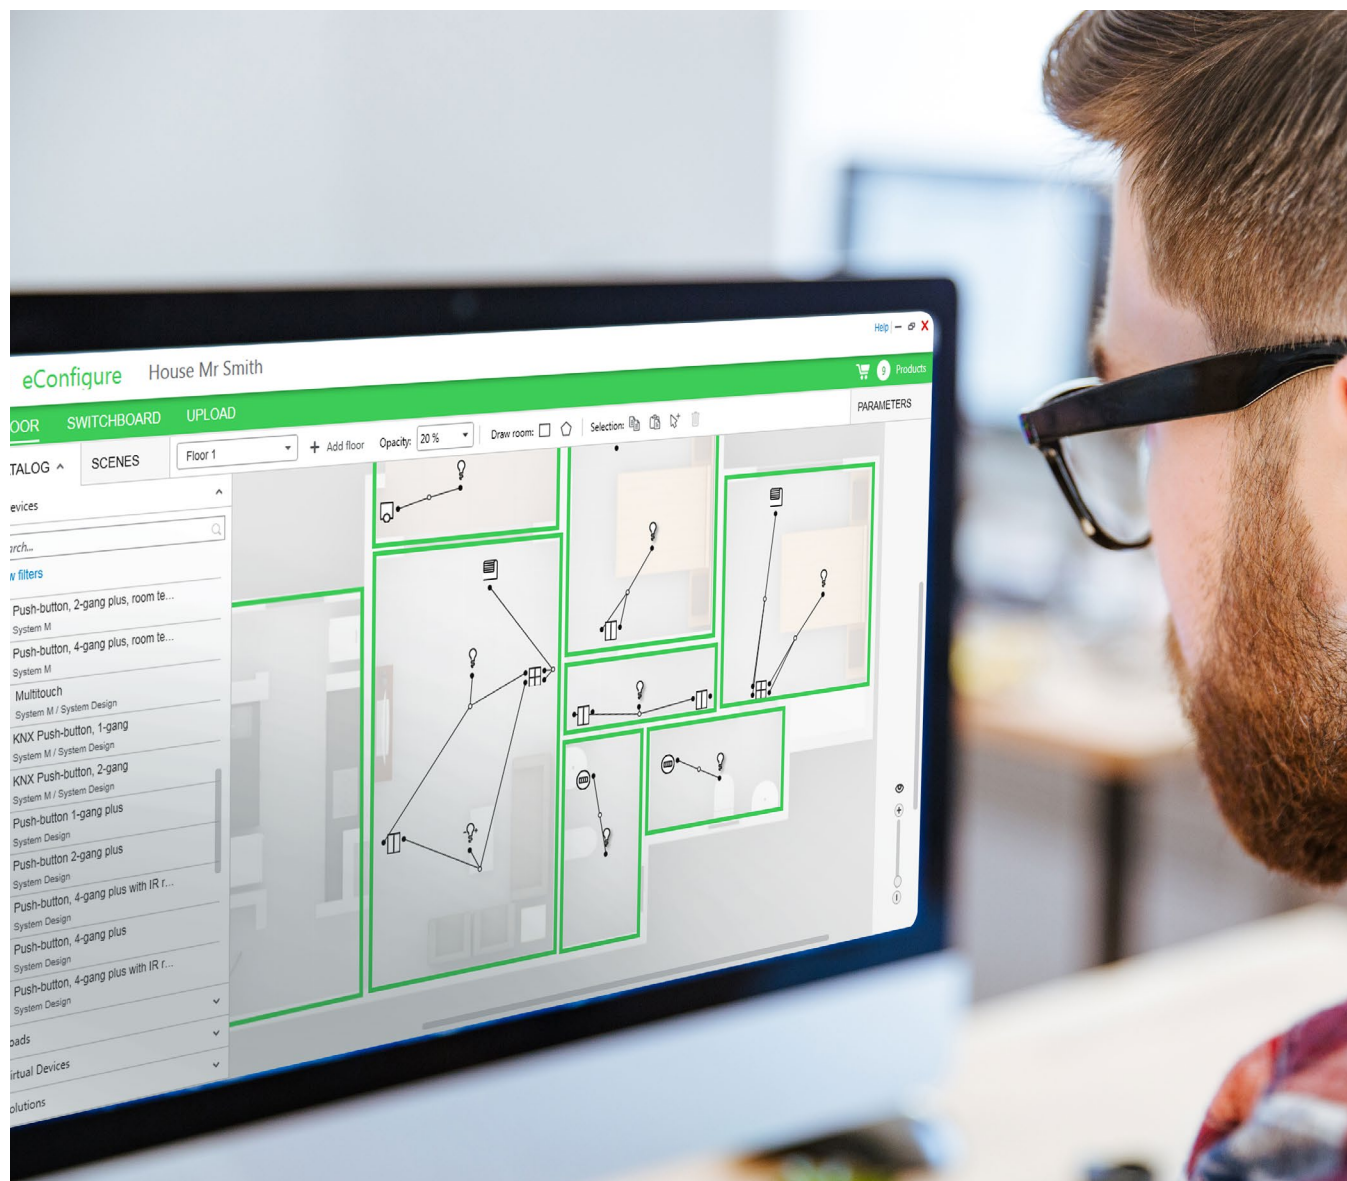 Help
eConfigure House Mr Smith
9 Products
OOR SWITCHBOARD UPLOAD
PARAMETERS
TALOG SCENES
Floor 1
Add floor Opacity: 20 % Draw room: Selection:
evices
arch...
w filters
Push-button, 2-gang plus, room te...
System M
Push-button, 4-gang plus, room te...
System M
Multitouch
System M / System Design
KNX Push-button, 1-gang
System M / System Design
KNX Push-button, 2-gang
System M / System Design
Push-button 1-gang plus
System Design
Push-button 2-gang plus
System Design
Push-button, 4-gang plus with IR r...
System Design
Push-button, 4-gang plus
System Design
Push-button, 4-gang plus with IR r...
System Design
oads
irtual Devices
olutions